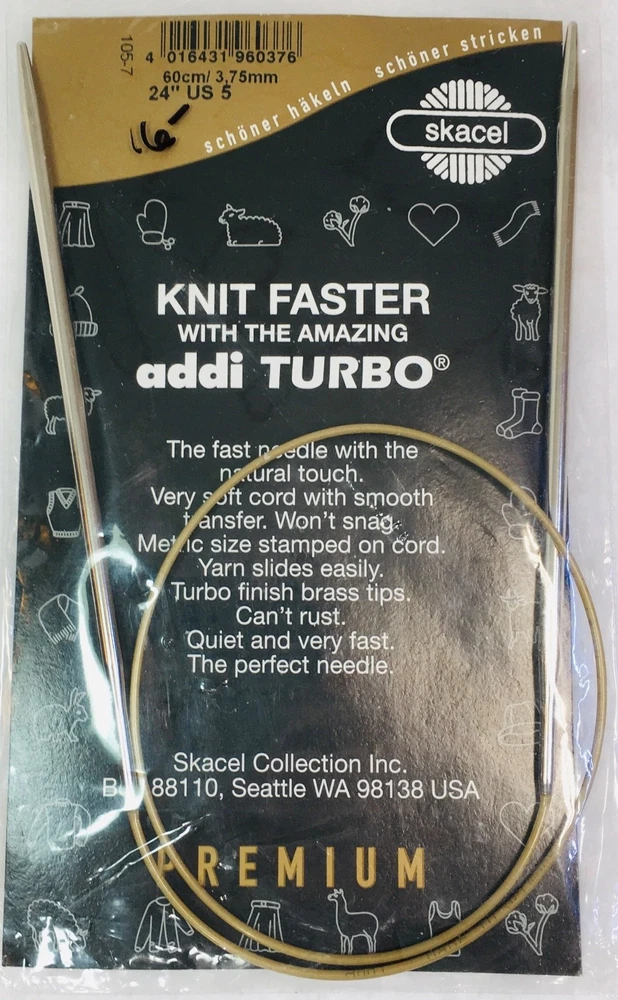 105-7
4 016431 960376
60cm/ 3,75mm
24" US 5
16-
schöner häkeln schöner stricken
skacel
KNIT FASTER
WITH THE AMAZING
addi TURBO®
The fast needle with the
natural touch.
Very soft cord with smooth
transfer. Won't snag.
Metric size stamped on cord.
Yarn slides easily.
Turbo finish brass tips.
Can't rust.
Quiet and very fast.
The perfect needle.
Skacel Collection Inc.
88110, Seattle WA 98138 USA
PREMIUM